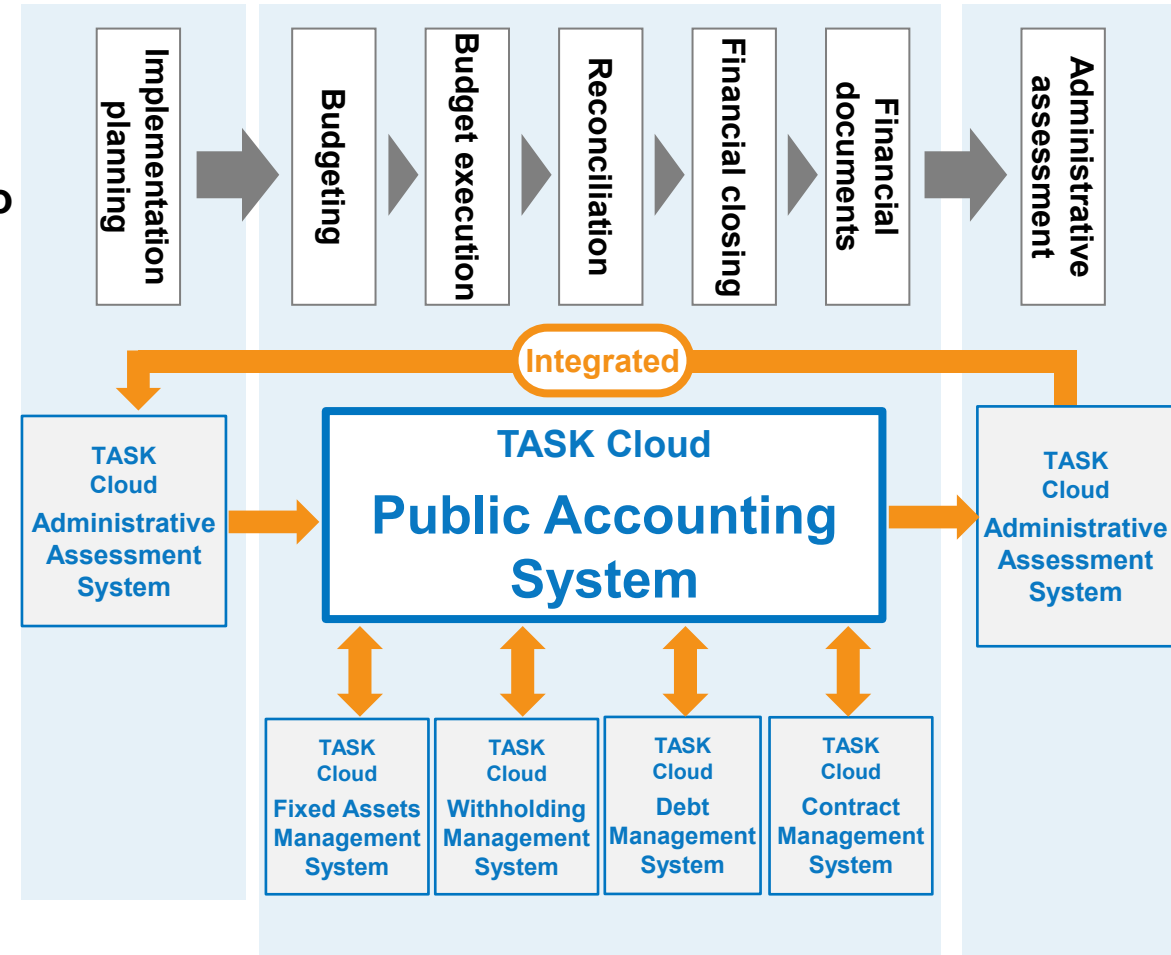 Implementation
planning
Budgeting
Budget execution
Reconciliation
Financial closing
Financial
documents
Administrative
assessment
o
Integrated
TASK
Cloud
Administrative
Assessment
System
TASK Cloud
Public Accounting
System
TASK
Cloud
Administrative
Assessment
System
TASK
Cloud
Fixed Assets
Management
System
TASK
Cloud
Withholding
Management
System
TASK
Cloud
Debt
Management
System
TASK
Cloud
Contract
Management
System